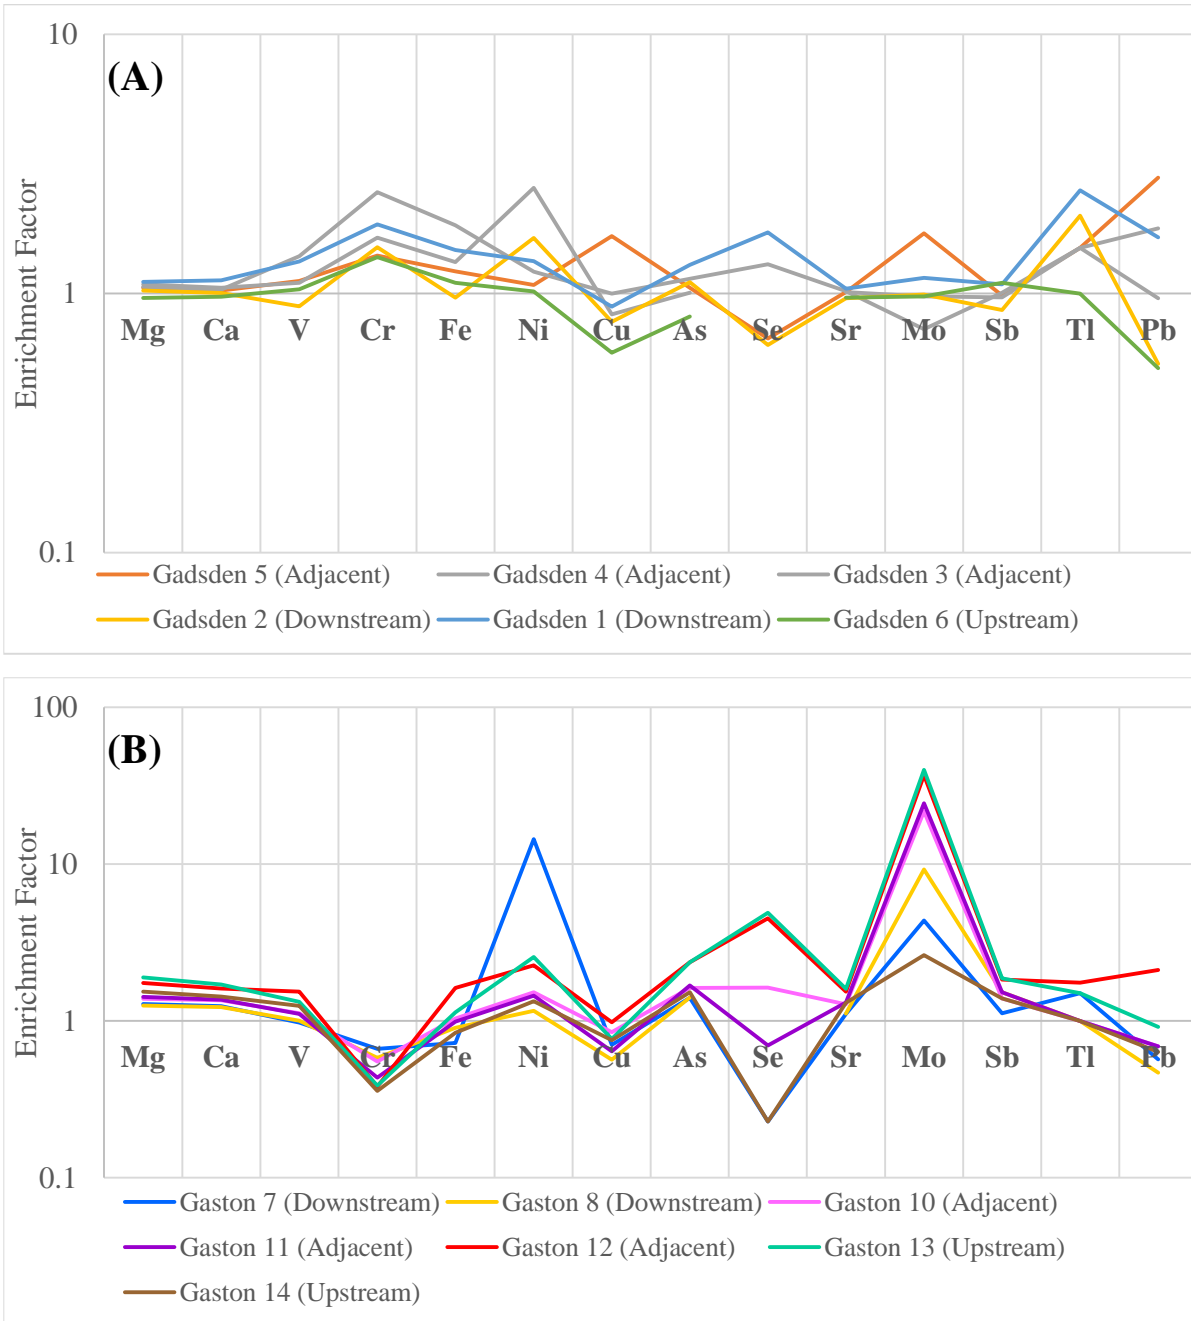 10
(A)
Enrichment Factor
1
Mg Ca V Cr Fe Ni Cu As Se Sr Mo Sb Tl Pb
0.1
Gadsden 5 (Adjacent) Gadsden 4 (Adjacent) Gadsden 3 (Adjacent)
Gadsden 2 (Downstream) Gadsden 1 (Downstream) Gadsden 6 (Upstream)
100
(B)
Enrichment Factor
10
1
Mg Ca V Cr Fe Ni Cu As Se Sr Mo Sb Tl Pb
0.1
Gaston 7 (Downstream) Gaston 8 (Downstream) Gaston 10 (Adjacent)
Gaston 11 (Adjacent) Gaston 12 (Adjacent) Gaston 13 (Upstream)
Gaston 14 (Upstream)